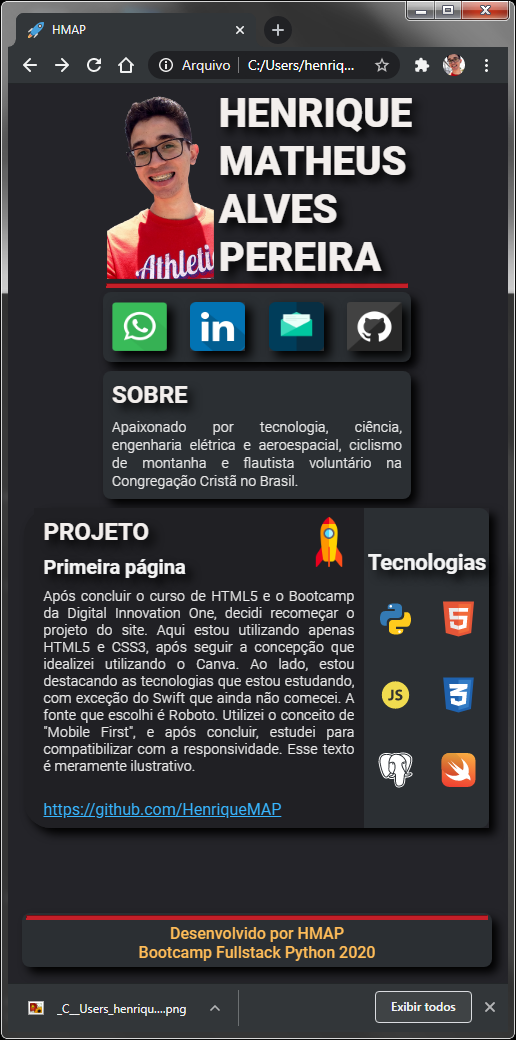 HMAP
Arquivo
C:/Users/henriq...
HENRIQUE
MATHEUS
ALVES
PEREIRA
Athletic
in
SOBRE
Apaixonado por tecnologia, ciência,
engenharia elétrica e aeroespacial, ciclismo
de montanha e flautista voluntário na
Congregação Cristã no Brasil.
PROJETO
Primeira página
Após concluir o curso de HTML5 e o Bootcamp
da Digital Innovation One, decidi recomeçar o
projeto do site. Aqui estou utilizando apenas
HTML5 e CSS3, após seguir a concepção que
idealizei utilizando o Canva. Ao lado, estou
destacando as tecnologias que estou estudando,
com exceção do Swift que ainda não comecei. A
fonte que escolhi é Roboto. Utilizei o conceito de
"Mobile First", e após concluir, estudei para
compatibilizar com a responsividade. Esse texto
é meramente ilustrativo.
https://github.com/HenriqueMAP
Tecnologias
5
JS
3
Desenvolvido por HMAP
Bootcamp Fullstack Python 2020
_C__Users_henriqu....png
Exibir todos